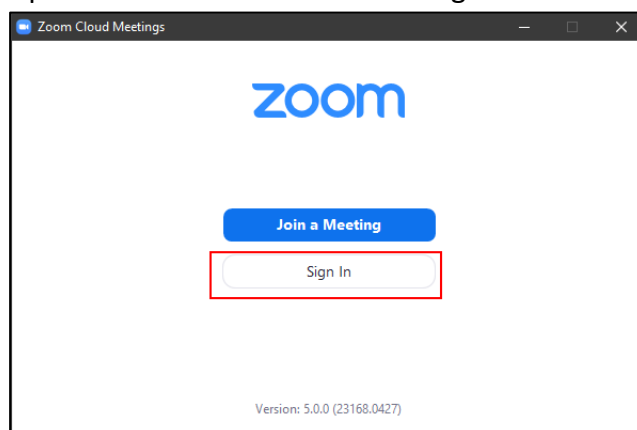 Zoom Cloud Meetings
zoom
Join a Meeting
Sign In
Version: 5.0.0 (23168.0427)